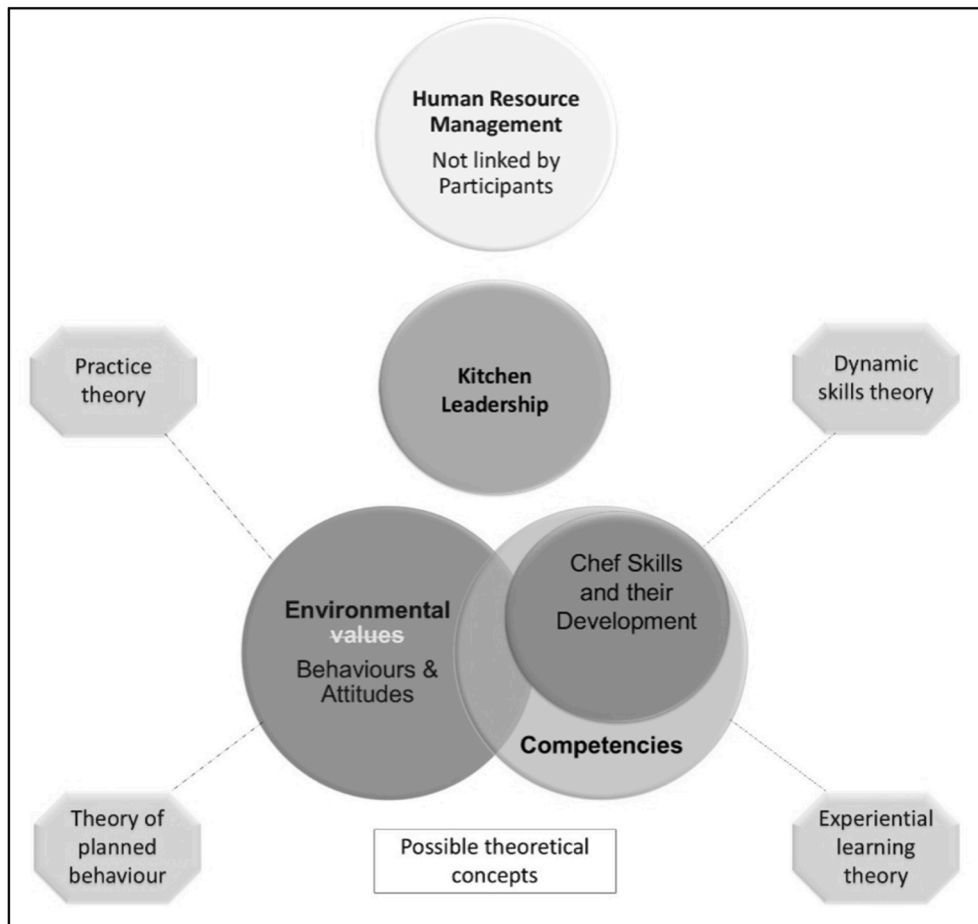 Human Resource
Management
Not linked by
Participants
Practice
theory
Kitchen
Leadership
Dynamic
skills theory
Chef Skills
and their
Development
Environmental
values
Behaviours &
Attitudes
Competencies
Theory of
planned
behaviour
Possible theoretical
concepts
Experiential
learning
theory